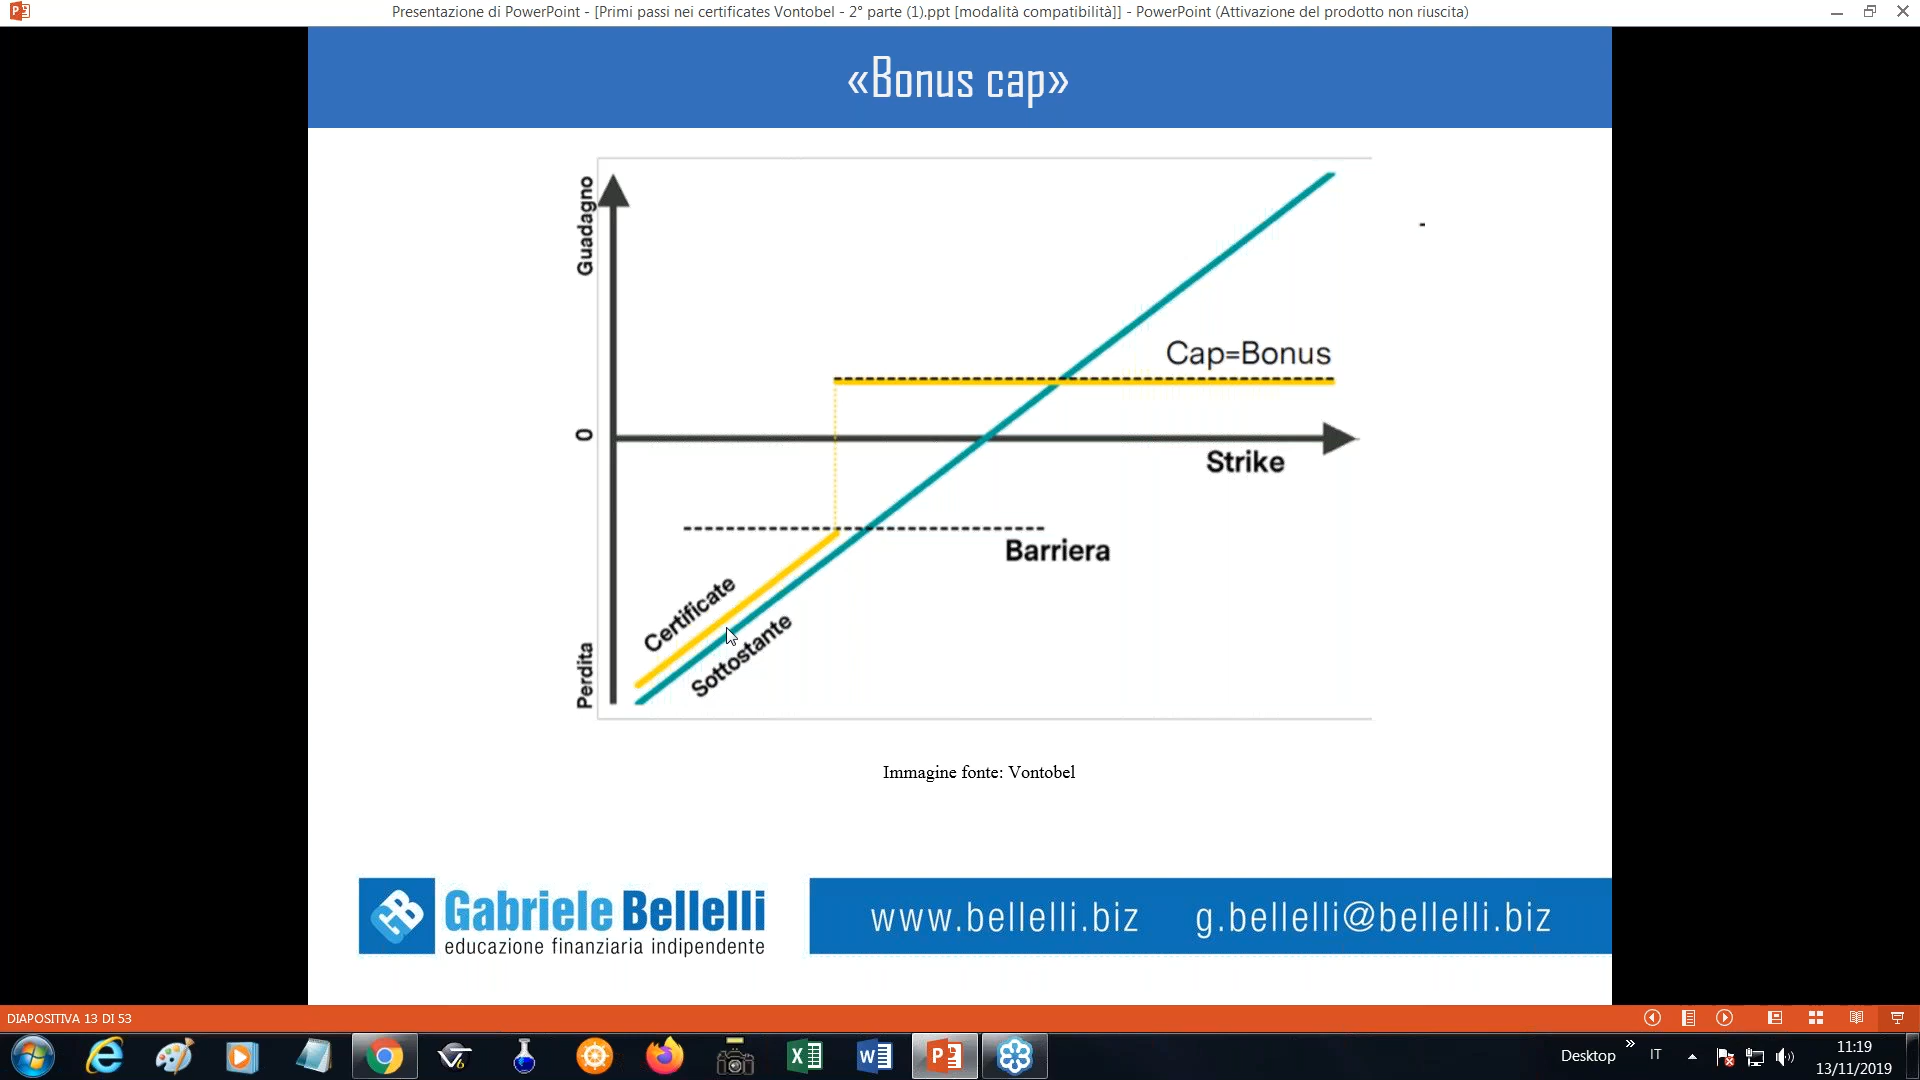 Presentazione di PowerPoint - [Primi passi nei certificates Vontobel - 2° parte (1).ppt [modalità compatibilità]] - PowerPoint (Attivazione del prodotto non riuscita)
«Bonus cap»
Guadagno
Cap=Bonus
0
Strike
Barriera
Certificate
Sottostante
Perdita
Immagine fonte: Vontobel
Gabriele Bellelli
educazione finanziaria indipendente
www.bellelli.biz g.bellelli@bellelli.biz
DIAPOSITIVA 13 DI 53
Desktop
»
IT
11:19
13/11/2019